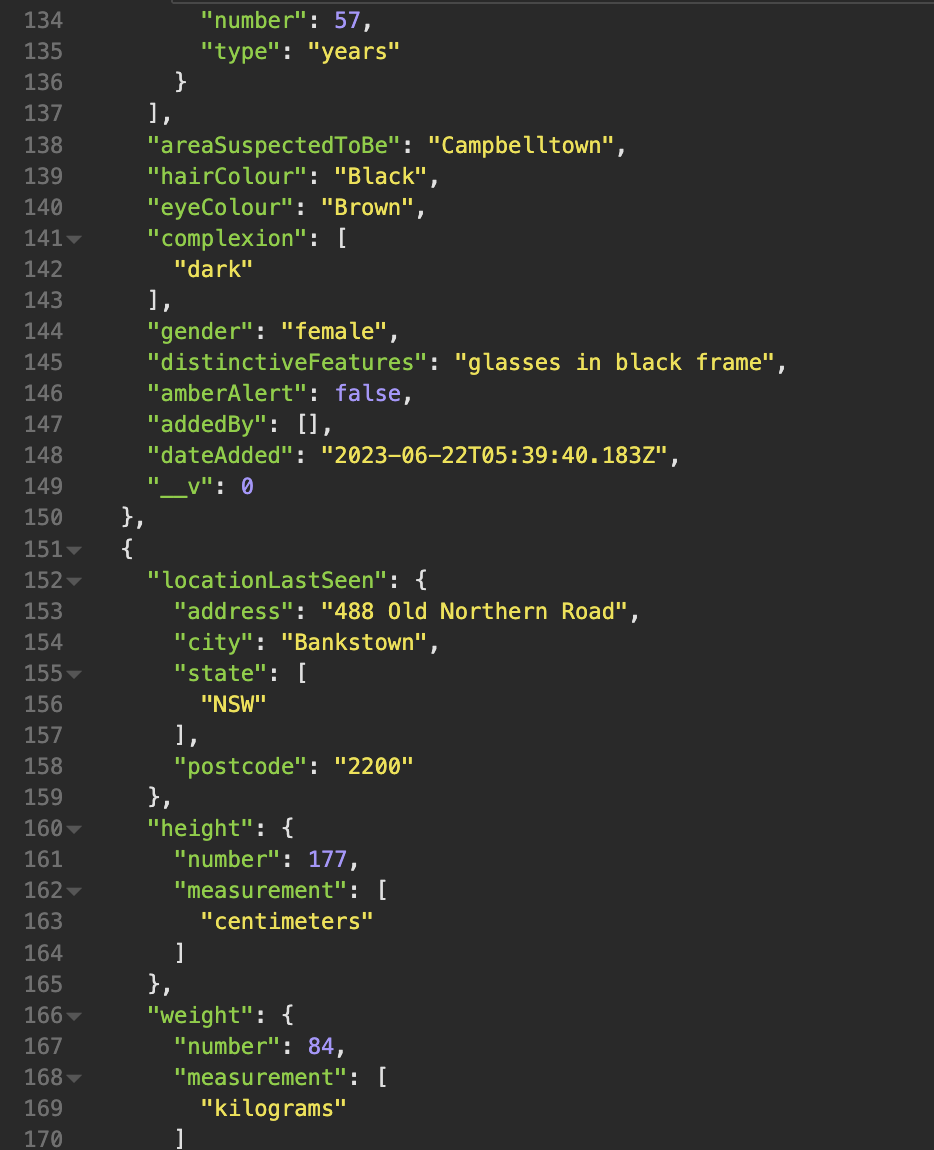 134 "number": 57,
135 "type": "years"
136 }
137 ],
138 "areaSuspectedToBe": "Campbelltown",
139 "hairColour": "Black",
140 "eyeColour": "Brown",
141 "complexion": [
142 "dark"
143 ],
144 "gender": "female",
145 "distinctiveFeatures": "glasses in black frame",
146 "amberAlert": false,
147 "addedBy": [],
148 "dateAdded": "2023-06-22T05:39:40.183Z",
149 "__v": 0
150 },
151 {
152 "locationLastSeen": {
153 "address": "488 Old Northern Road",
154 "city": "Bankstown",
155 "state": [
156 "NSW"
157 ],
158 "postcode": "2200"
159 },
160 "height": {
161 "number": 177,
162 "measurement": [
163 "centimeters"
164 ]
165 },
166 "weight": {
167 "number": 84,
168 "measurement": [
169 "kilograms"
170 ]